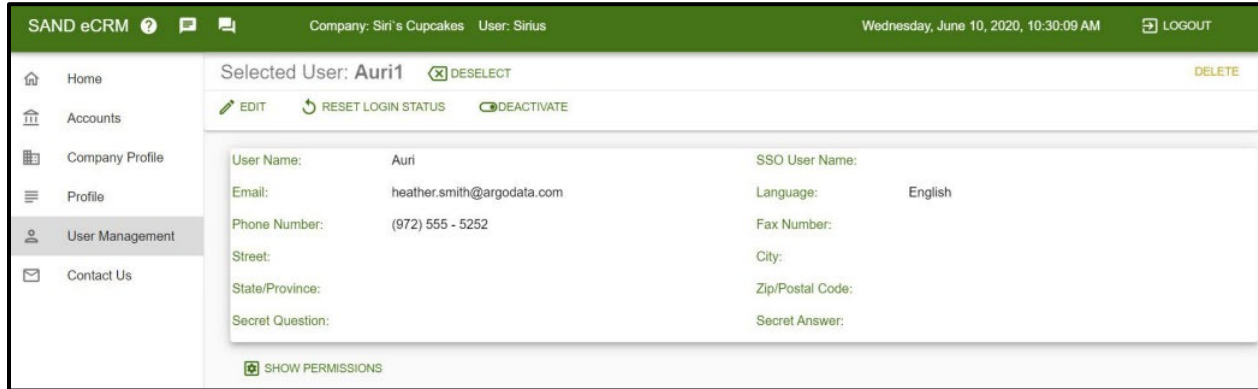 SAND eCRM ? Company: Siri`s Cupcakes User: Sirius Wednesday, June 10, 2020, 10:30:09 AM LOGOUT
Home
Accounts
Company Profile
Profile
User Management
Contact Us
Selected User: Auri1 DESELECT DELETE
EDIT RESET LOGIN STATUS DEACTIVATE
User Name: Auri SSO User Name:
Email: heather.smith@argodata.com Language: English
Phone Number: (972) 555 - 5252 Fax Number:
Street: City:
State/Province: Zip/Postal Code:
Secret Question: Secret Answer:
SHOW PERMISSIONS